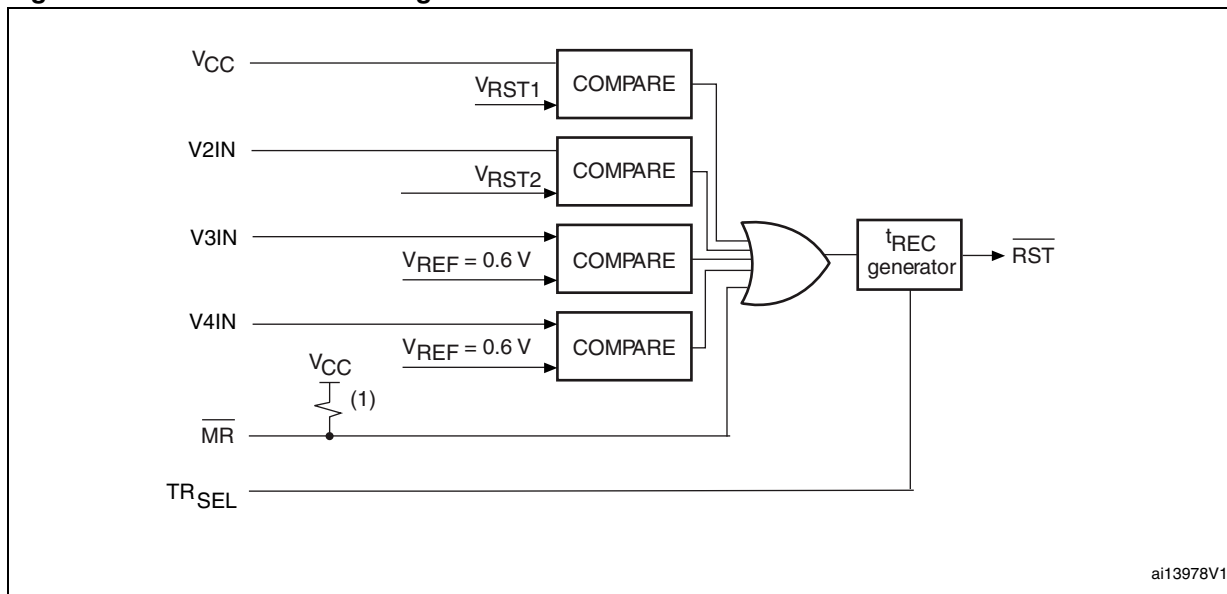 VCC
COMPARE
VRST1
V2IN
COMPARE
VRST2
V3IN
COMPARE
VREF = 0.6 V
tREC
generator
RST
V4IN
COMPARE
VREF = 0.6 V
VCC
(1)
MR
TRSEL
ai13978V1